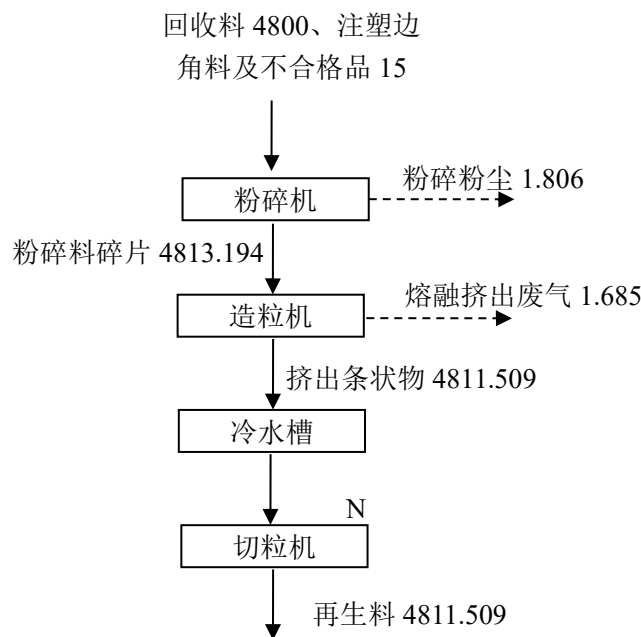 回收料 4800、注塑边
角料及不合格品 15
粉碎粉尘 1.806
粉碎机
粉碎料碎片 4813.194
熔融挤出废气 1.685
造粒机
挤出条状物 4811.509
冷水槽
N
切粒机
再生料 4811.509